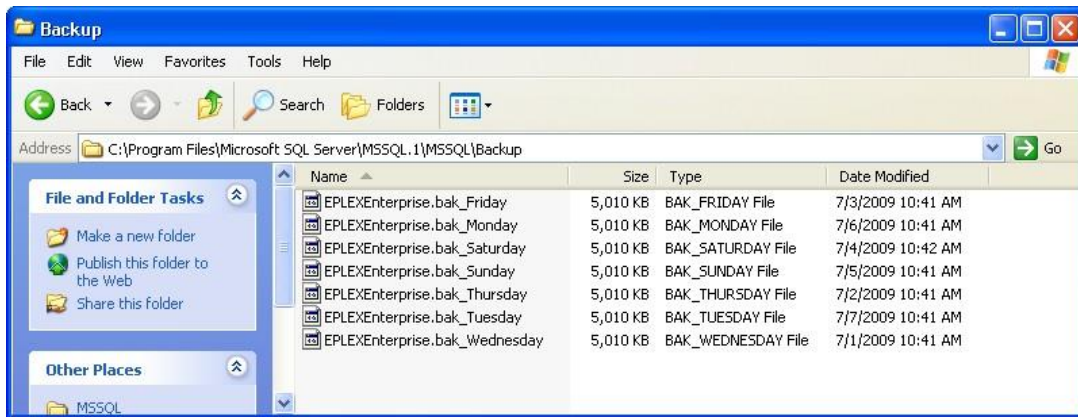 Backup
File Edit View Favorites Tools Help
Back Search Folders
Address C:\Program Files\Microsoft SQL Server\MSSQL.1\MSSQL\Backup Go
File and Folder Tasks
Make a new folder
Publish this folder to
the Web
Share this folder
Other Places
MSSQL
Name Size Type Date Modified
EPLEXEnterprise.bak_Friday 5,010 KB BAK_FRIDAY File 7/3/2009 10:41 AM
EPLEXEnterprise.bak_Monday 5,010 KB BAK_MONDAY File 7/6/2009 10:41 AM
EPLEXEnterprise.bak_Saturday 5,010 KB BAK_SATURDAY File 7/4/2009 10:42 AM
EPLEXEnterprise.bak_Sunday 5,010 KB BAK_SUNDAY File 7/5/2009 10:41 AM
EPLEXEnterprise.bak_Thursday 5,010 KB BAK_THURSDAY File 7/2/2009 10:41 AM
EPLEXEnterprise.bak_Tuesday 5,010 KB BAK_TUESDAY File 7/7/2009 10:41 AM
EPLEXEnterprise.bak_Wednesday 5,010 KB BAK_WEDNESDAY File 7/1/2009 10:41 AM